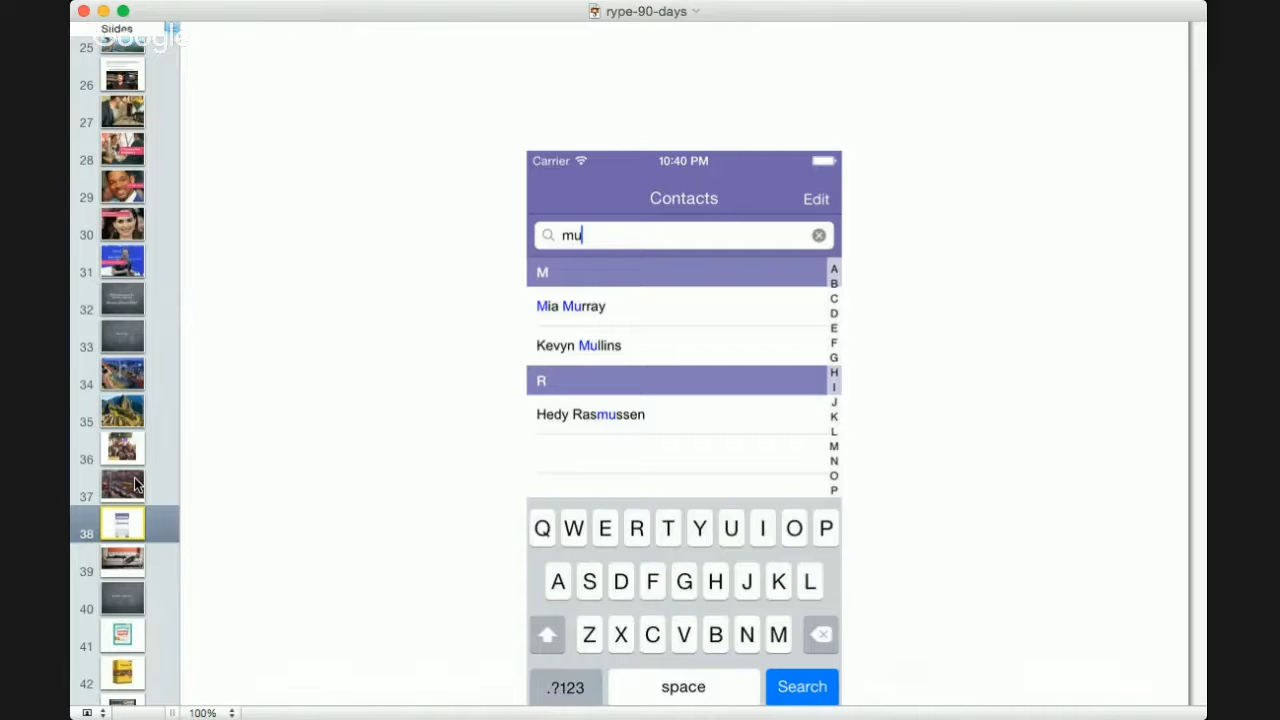 rype-90-days
Slides
Google
25
26
27
28
29
30
31
32
33
34
35
36
37
38
39
40
41
42
Carrier
10:40 PM
Contacts
Edit
mu
M
Mia Murray
Kevyn Mullins
R
Hedy Rasmussen
A
B
C
D
E
F
G
H
I
J
K
L
M
N
O
P
Q W E R T Y U I O P
A S D F G H J K L
Z X C V B N M
.?123 space Search
100%